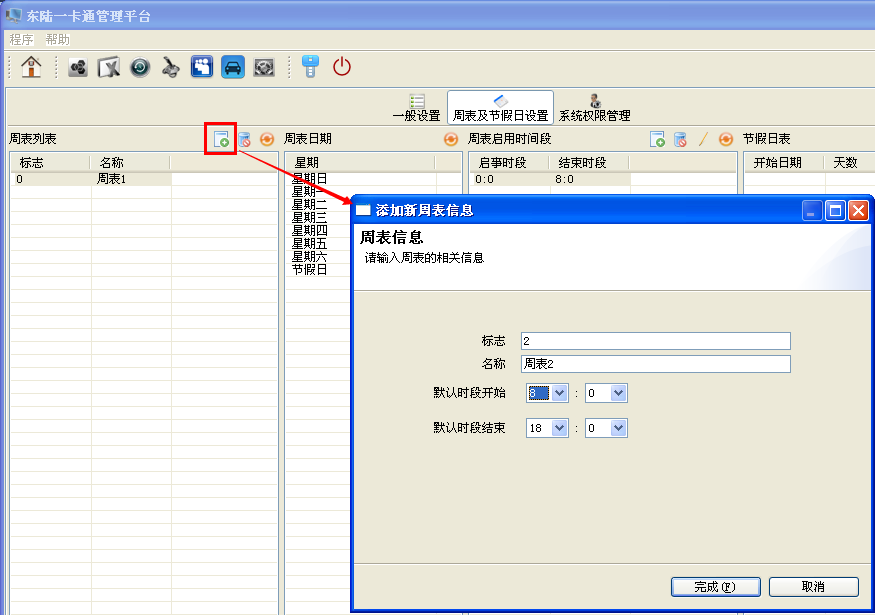 东陆一卡通管理平台
程序 帮助
一般设置 周表及节假日设置 系统权限管理
周表列表 周表日期 周表启用时间段 节假日表
标志 名称 星期 启用时段 结束时段 开始日期 天数
0 周表1 星期日 0:0 8:0
星期一
星期二
星期三
星期四
星期五
星期六
节假日
添加新周表信息
周表信息
请输入周表的相关信息
标志 2
名称 周表2
默认时段开始 8 : 0
默认时段结束 18 : 0
完成(F) 取消